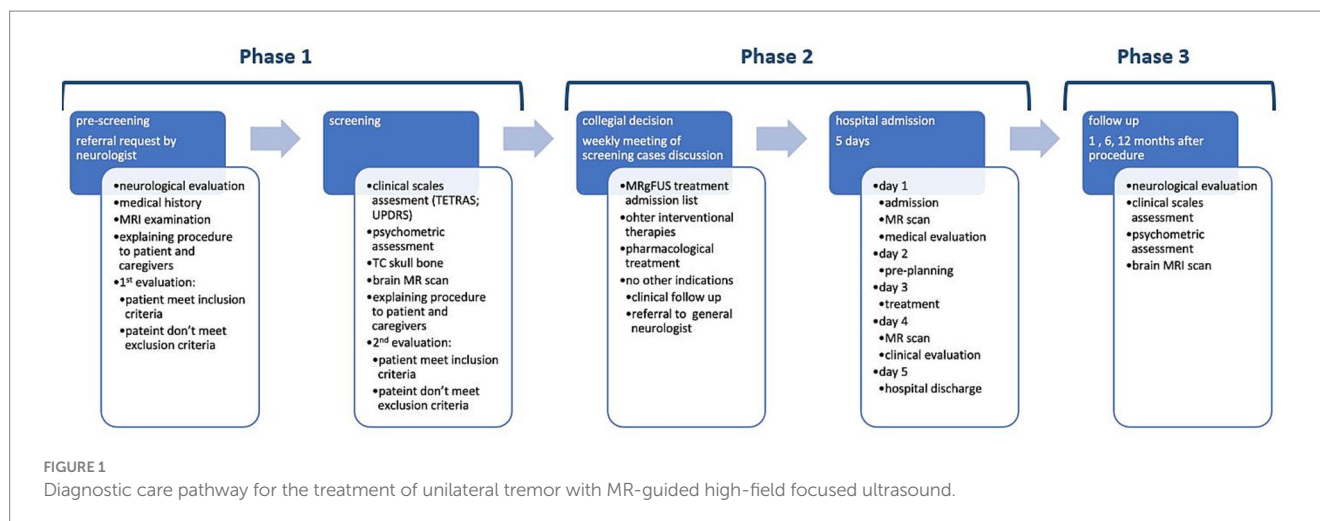 Phase 1
Phase 2
Phase 3
pre-screening
referral request by
neurologist
•neurological evaluation
•medical history
•MRI examination
•explaining procedure
to patient and
caregivers
•1st evaluation:
•patient meet inclusion
criteria
•pateint don't meet
exclusion criteria
screening
•clinical scales
assesment (TETRAS;
UPDRS)
•psychometric
assessment
•TC skull bone
•brain MR scan
•explaining procedure
to patient and
caregivers
•2nd evaluation:
•patient meet inclusion
criteria
•pateint don't meet
exclusion criteria
collegial decision
weekly meeting of
screening cases discussion
•MRgFUS treatment
admission list
•ohter interventional
therapies
•pharmacological
treatment
•no other indications
•clinical follow up
•referral to general
neurologist
hospital admission
5 days
•day 1
•admission
•MR scan
•medical evaluation
•day 2
•pre-planning
•day 3
•treatment
•day 4
•MR scan
•clinical evaluation
•day 5
•hospital discharge
follow up
1 , 6, 12 months after
procedure
•neurological evaluation
•clinical scales
assessment
•psychometric
assessment
•brain MRI scan
FIGURE 1
Diagnostic care pathway for the treatment of unilateral tremor with MR-guided high-field focused ultrasound.